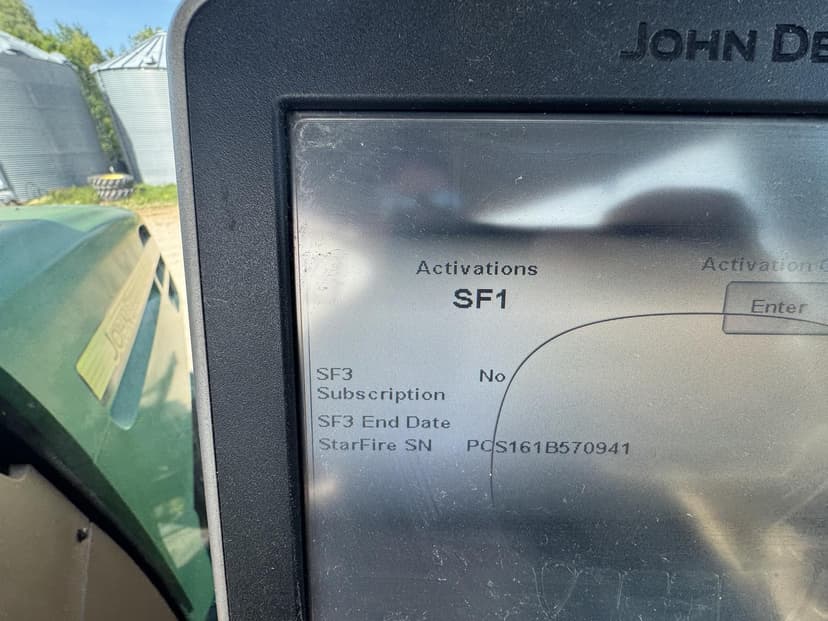 JOHN DE
Activations
SF1
Activation
Enter
SF3
Subscription
No
SF3 End Date
StarFire SN PCS161B570941